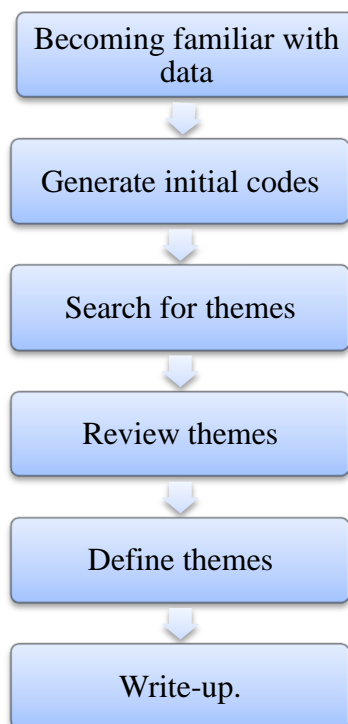 Becoming familiar with
data
Generate initial codes
Search for themes
Review themes
Define themes
Write-up.